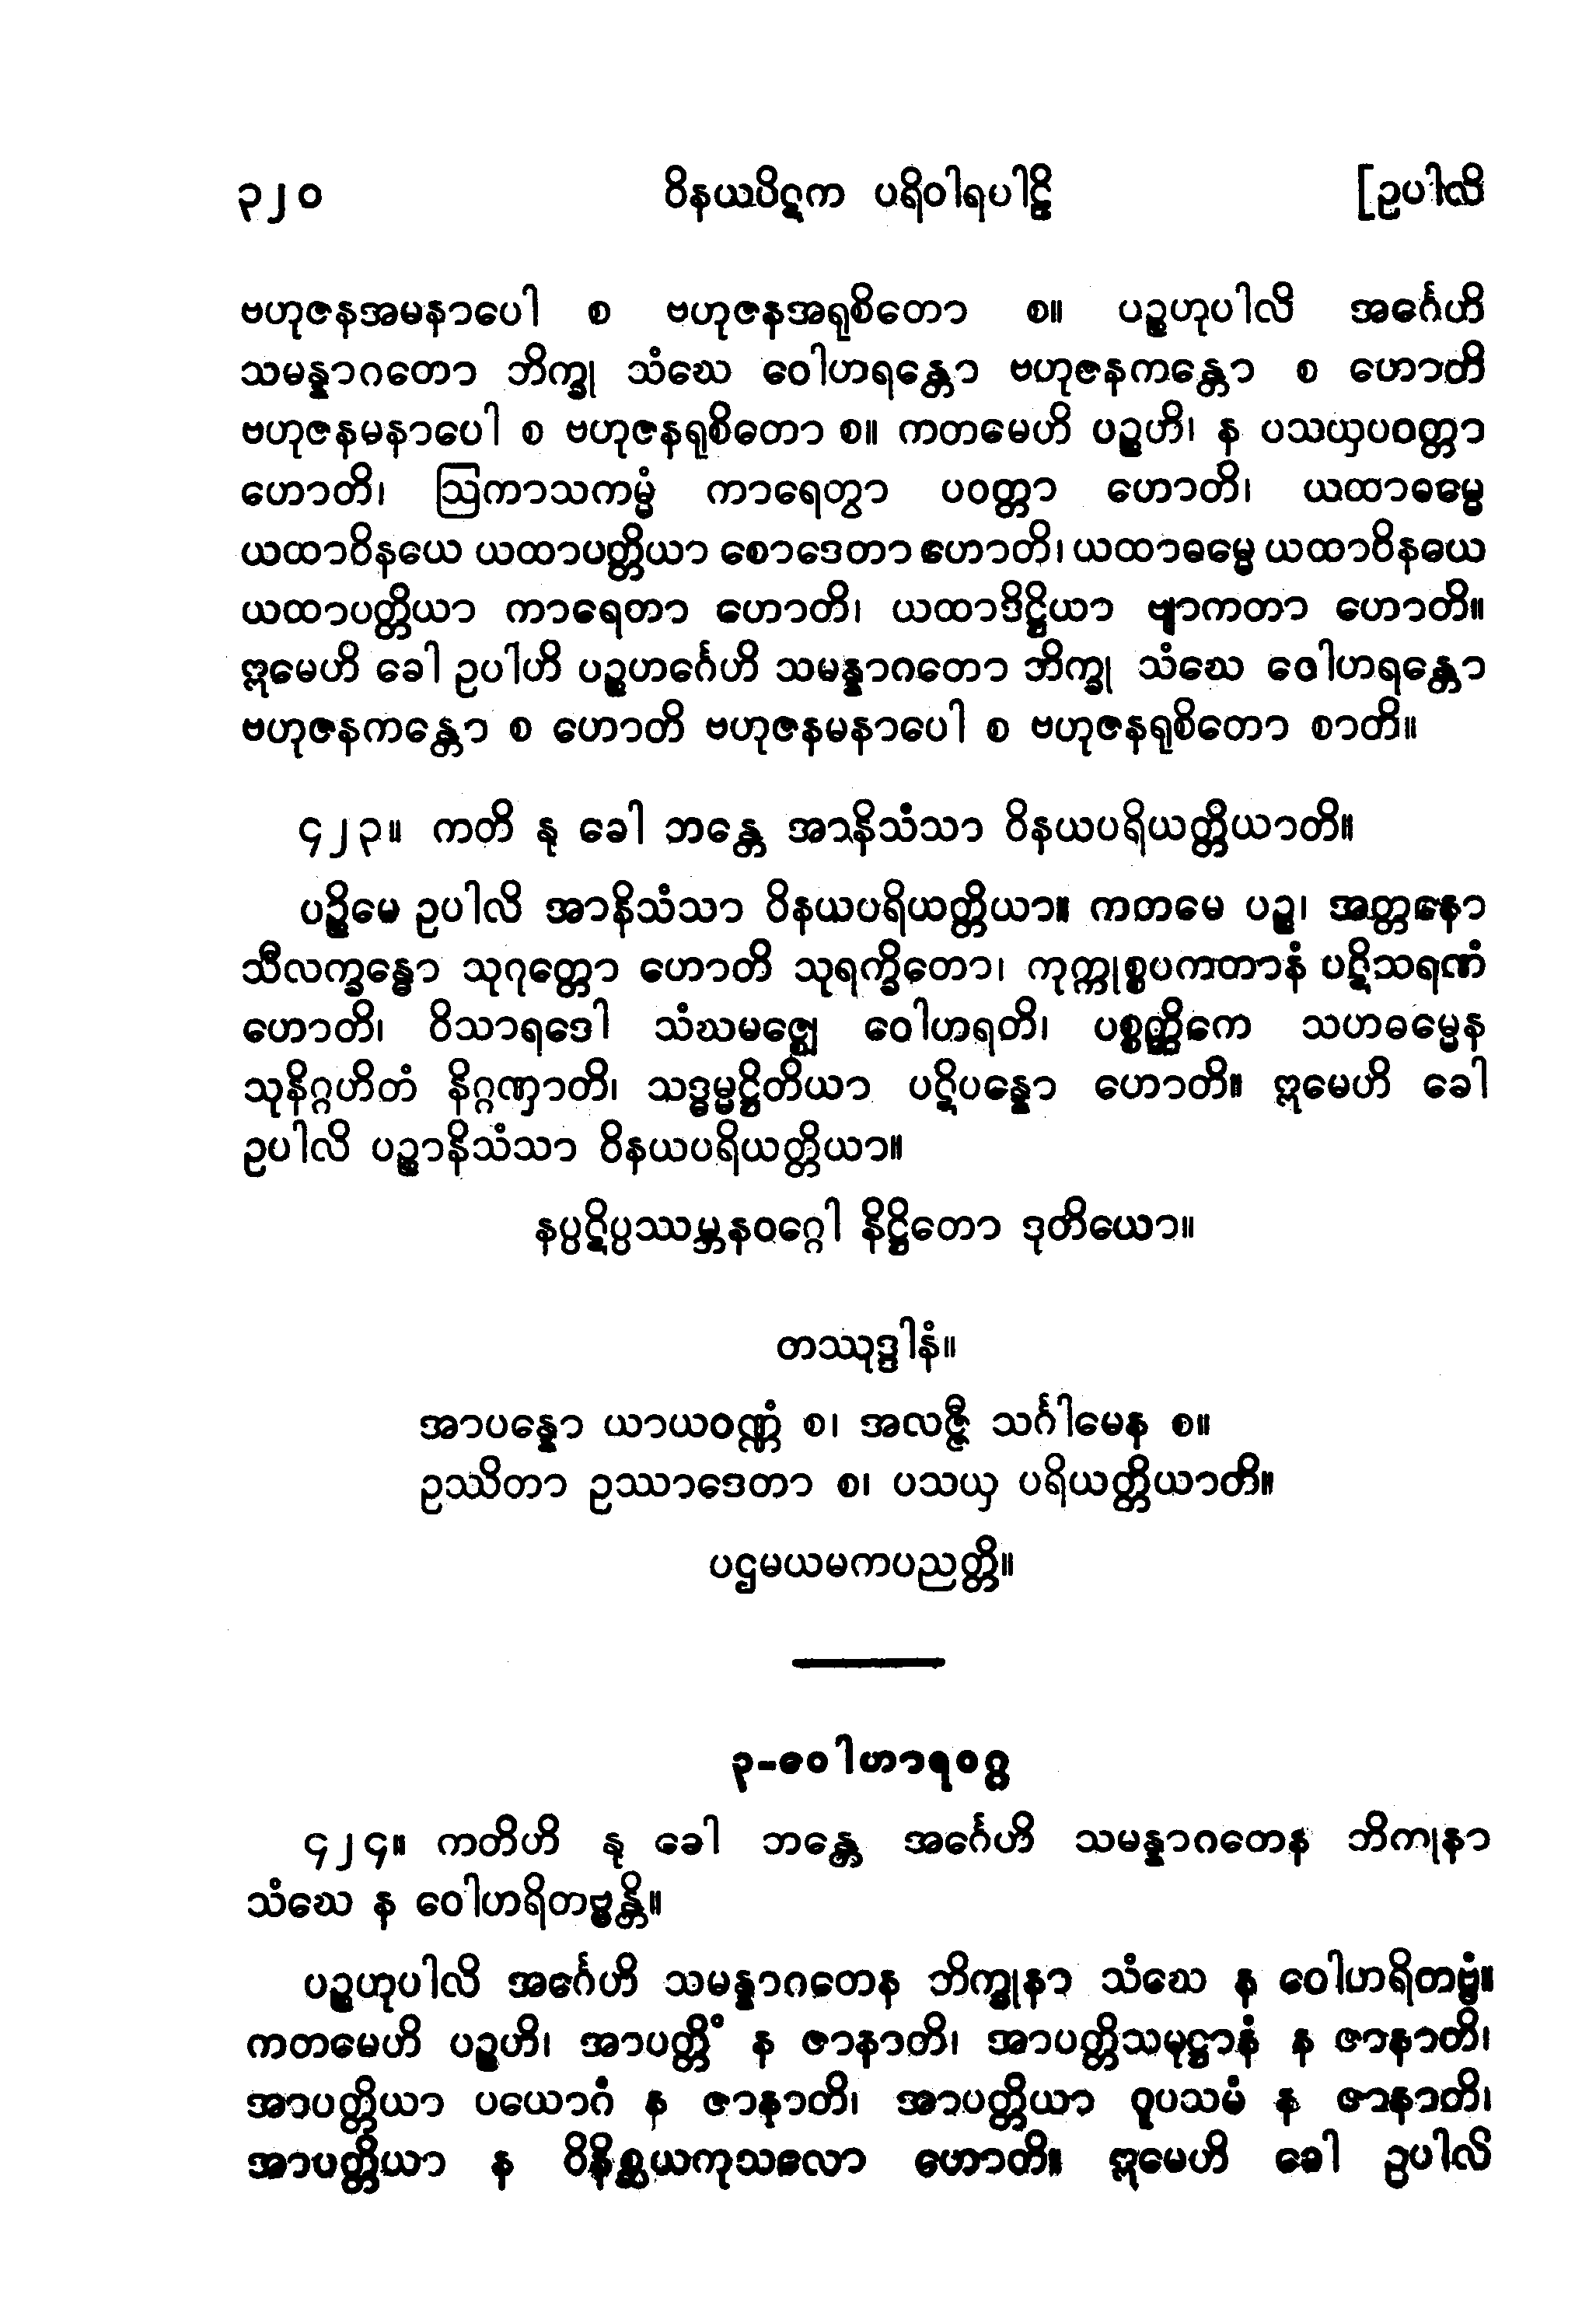 ၃၂၀ ဝိနယပိဋက ပရိဝါရပါဠိ [ဥပါလိ
ဗဟုဇနအမနာပေါ စ ဗဟုဇနအရုစိတော စ။ ပဉ္စဟုပါလိ အင်္ဂေဟိ
သမန္နာဂတော ဘိက္ခု သံဃေ ဝေါဟရန္တော ဗဟုဇနကန္တော စ ဟောတိ
ဗဟုဇနမနာပေါ စ ဗဟုဇနရုစိတော စ။ ကတမေဟိ ပဉ္စဟိ၊ န ပသယှပဝတ္တာ
ဟောတိ၊ ဩကာသကမ္မံ ကာရေတွာ ပဝတ္တာ ဟောတိ၊ ယထာဓမ္မေ
ယထာဝိနယေ ယထာပတ္တိယာ စောဒေတာ ဟောတိ၊ ယထာဓမ္မေ ယထာဝိနယေ
ယထာပတ္တိယာ ကာရေတာ ဟောတိ၊ ယထာဒိဋ္ဌိယာ ဗျာကတာ ဟောတိ။
ဣမေဟိ ခေါ ဥပါဟိ ပဉ္စဟင်္ဂေဟိ သမန္နာဂတော ဘိက္ခု သံဃေ ဝေါဟရန္တော
ဗဟုဇနကန္တော စ ဟောတိ ဗဟုဇနမနာပေါ စ ဗဟုဇနရုစိတော စာတိ။
၄၂၃။ ကတိ နု ခေါ ဘန္တေ အာနိသံသာ ဝိနယပရိယတ္တိယာတိ။
ပဉ္စိမေ ဥပါလိ အာနိသံသာ ဝိနယပရိယတ္တိယာ။ ကတမေ ပဉ္စ၊ အတ္တနော
သီလက္ခန္ဓော သုဂုတ္တော ဟောတိ သုရက္ခိတော၊ ကုက္ကုစ္စပကတာနံ ပဋိသရဏံ
ဟောတိ၊ ဝိသာရဒေါ သံဃမဇ္ဈေ ဝေါဟရတိ၊ ပစ္စတ္ထိကေ သဟဓမ္မေန
သုနိဂ္ဂဟိတံ နိဂ္ဂဏှာတိ၊ သဒ္ဓမ္မဋ္ဌိတိယာ ပဋိပန္နော ဟောတိ။ ဣမေဟိ ခေါ
ဥပါလိ ပဉ္စာနိသံသာ ဝိနယပရိယတ္တိယာ။
နပ္ပဋိပ္ပဿမ္ဘနဝဂ္ဂေါ နိဋ္ဌိတော ဒုတိယော။
တဿုဒ္ဒါနံ။
အာပန္နော ယာယဝဏ္ဏံ စ၊ အလဇ္ဇီ သင်္ဂါမေန စ။
ဥဿိတာ ဥဿာဒေတာ စ၊ ပသယှ ပရိယတ္တိယာတိ။
ပဌမယမကပညတ္တိ။
၃-ဝေါဟာရဝဂ္ဂ
၄၂၄။ ကတိဟိ နု ခေါ ဘန္တေ အင်္ဂေဟိ သမန္နာဂတေန ဘိက္ခုနာ
သံဃေ န ဝေါဟရိတဗ္ဗန္တိ။
ပဉ္စဟုပါလိ အင်္ဂေဟိ သမန္နာဂတေန ဘိက္ခုနာ သံဃေ န ဝေါဟရိတဗ္ဗံ။
ကတမေဟိ ပဉ္စဟိ၊ အာပတ္တိံ န ဇာနာတိ၊ အာပတ္တိသမုဋ္ဌာနံ န ဇာနာတိ၊
အာပတ္တိယာ ပယောဂံ န ဇာနာတိ၊ အာပတ္တိယာ ဝူပသမံ န ဇာနာတိ၊
အာပတ္တိယာ န ဝိနိစ္ဆယကုသလော ဟောတိ။ ဣမေဟိ ခေါ ဥပါလိ